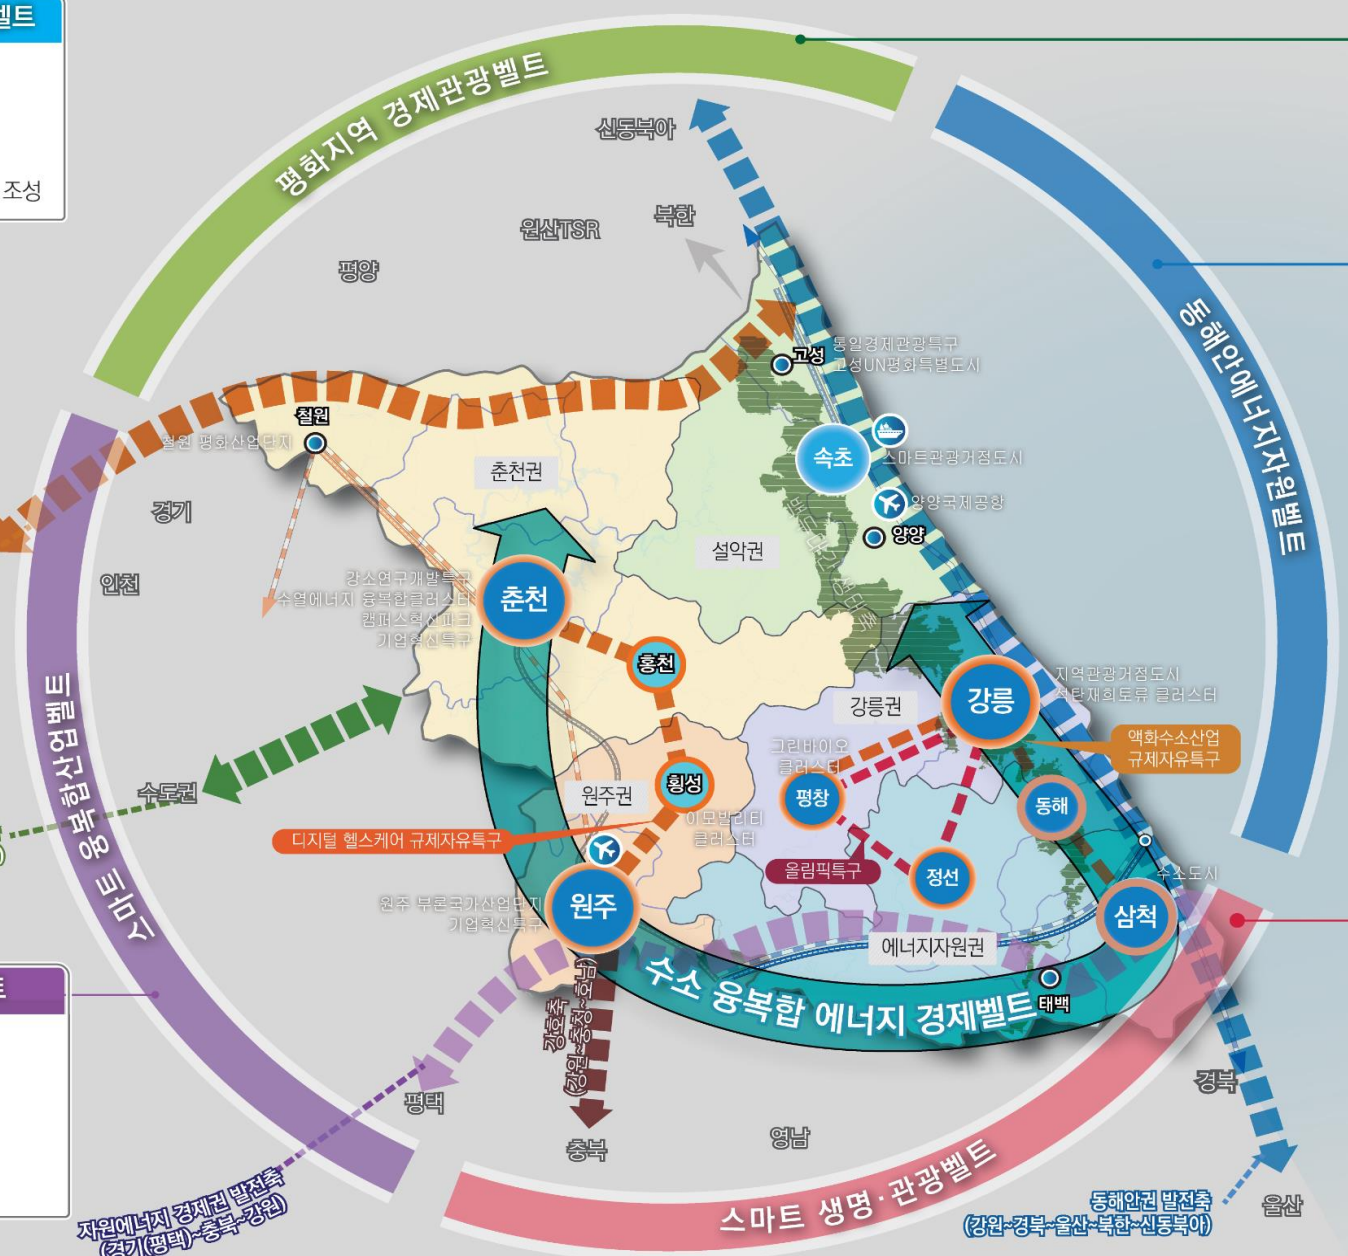 벨트
조성
평화지역 경제관광벨트
동해안에너지자원벨트
신동북아
북한
원산TSR
평양
고성
통일경제관광특구
고성UN평화특별도시
철원
철원 평화산업단지
춘천권
속초
스마트관광거점도시
양양국제공항
양양
경기
인천
설악권
백두대간 생태축
강소연구개발특구
수열에너지 융복합클러스터
캠퍼스혁신파크
기업혁신특구
춘천
홍천
강릉권
강릉
지역관광거점도시
석탄재희토류 클러스터
액화수소산업
규제자유특구
그린바이오
클러스터
평창
동해
수도권
원주권
횡성
이모빌리티
클러스터
디지털 헬스케어 규제자유특구
올림픽특구
정선
수소도시
삼척
원주
원주 부론국가산업단지
기업혁신특구
에너지자원권
태백
수소 융복합 에너지 경제벨트
스마트 융복합산업벨트
강호축
(강원~충청~호남)
평택
충북
영남
경북
울산
스마트 생명·관광벨트
자원에너지 경제권 발전축
(경기(평택)~충북~강원)
동해안권 발전축
(강원~경북~울산~북한~신동북아)